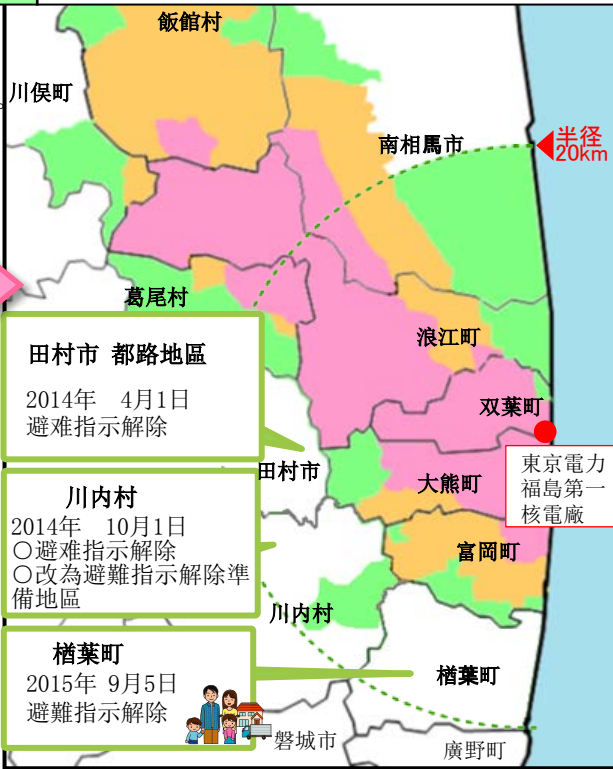 飯館村
川俣町
南相馬市
半径
20km
葛尾村
浪江町
田村市 都路地區
2014年 4月1日
避难指示解除
双葉町
田村市
大熊町
東京電力
福島第一
核電廠
川内村
2014年 10月1日
○避难指示解除
○改為避難指示解除準
備地區
富岡町
川内村
楢葉町
2015年 9月5日
避難指示解除
楢葉町
磐城市
廣野町